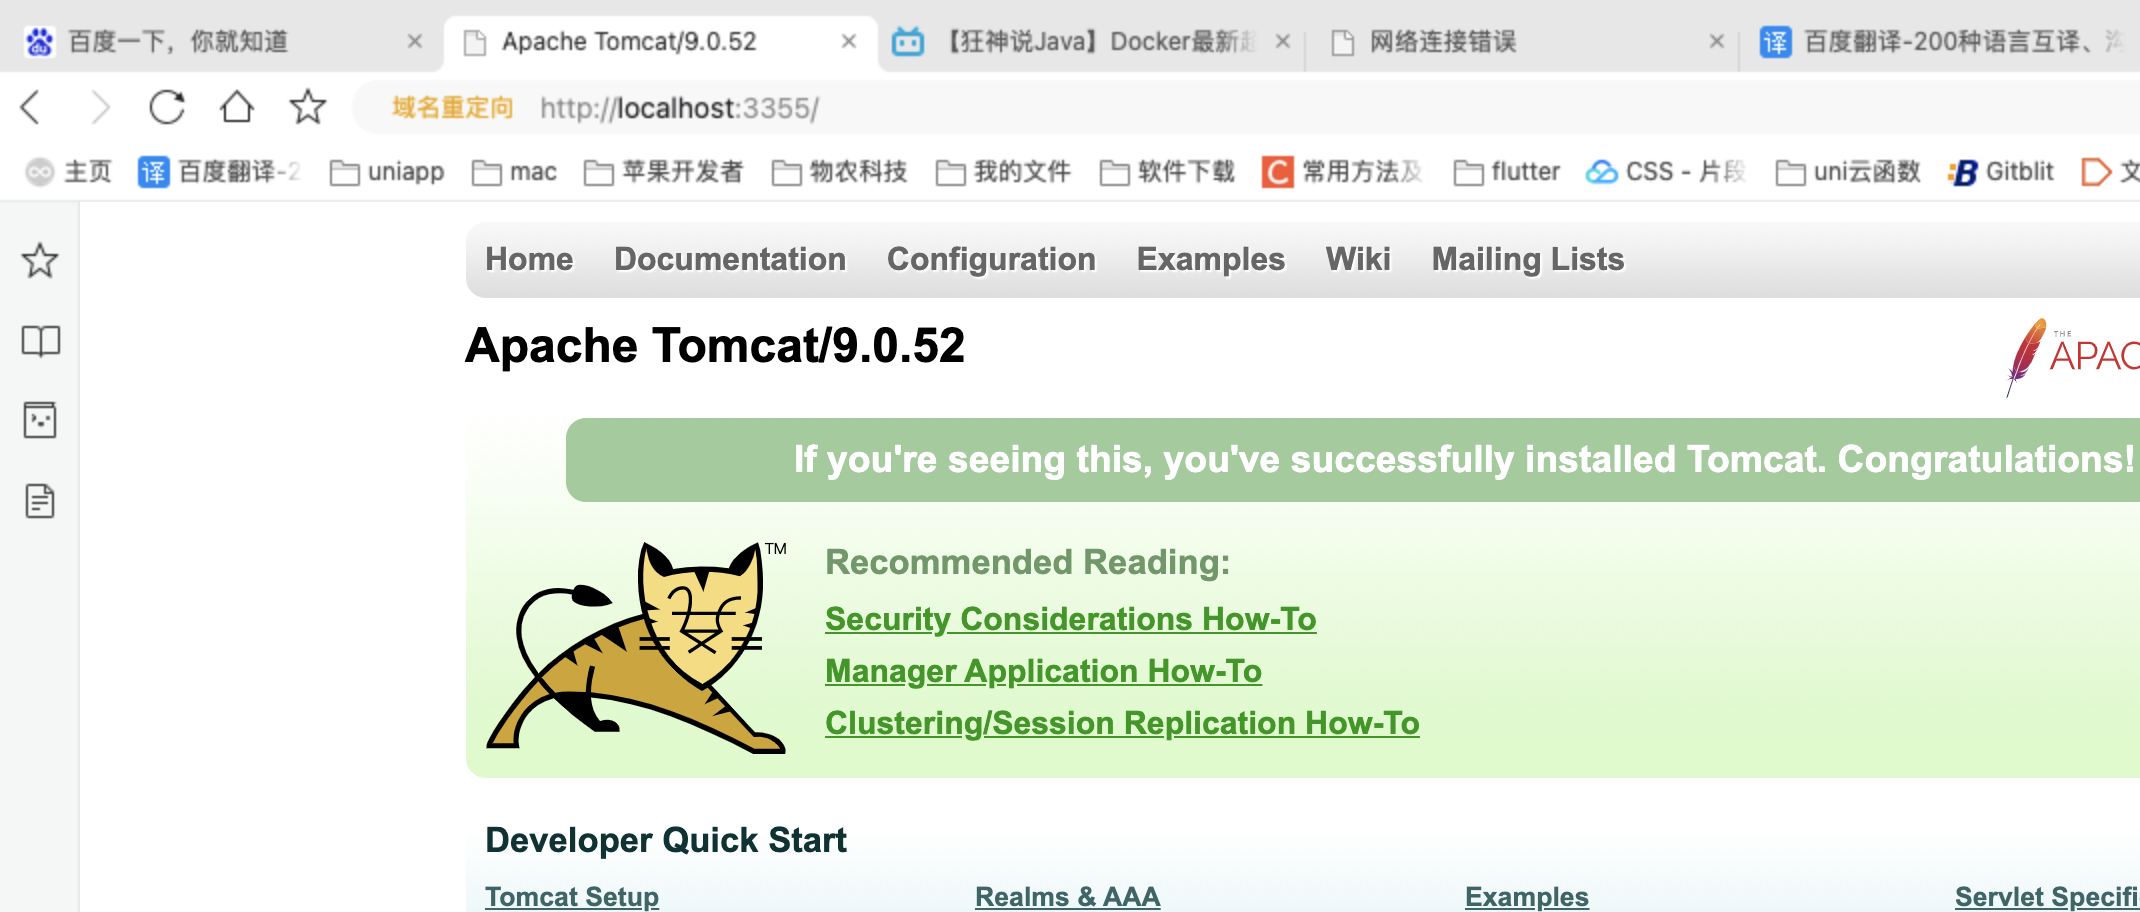 百度一下，你就知道
Apache Tomcat/9.0.52
【狂神说Java】Docker最新
网络连接错误
译 百度翻译-200种语言互译、
域名重定向 http://localhost:3355/
主页 译 百度翻译-2 uniapp mac 苹果开发者 物农科技 我的文件 软件下载 C 常用方法及 flutter CSS - 片段 uni云函数 B Gitblit 文
Home Documentation Configuration Examples Wiki Mailing Lists
Apache Tomcat/9.0.52
THE
APAC
If you're seeing this, you've successfully installed Tomcat. Congratulations!
TM
Recommended Reading:
Security Considerations How-To
Manager Application How-To
Clustering/Session Replication How-To
Developer Quick Start
Tomcat Setup Realms & AAA Examples Servlet Specifi